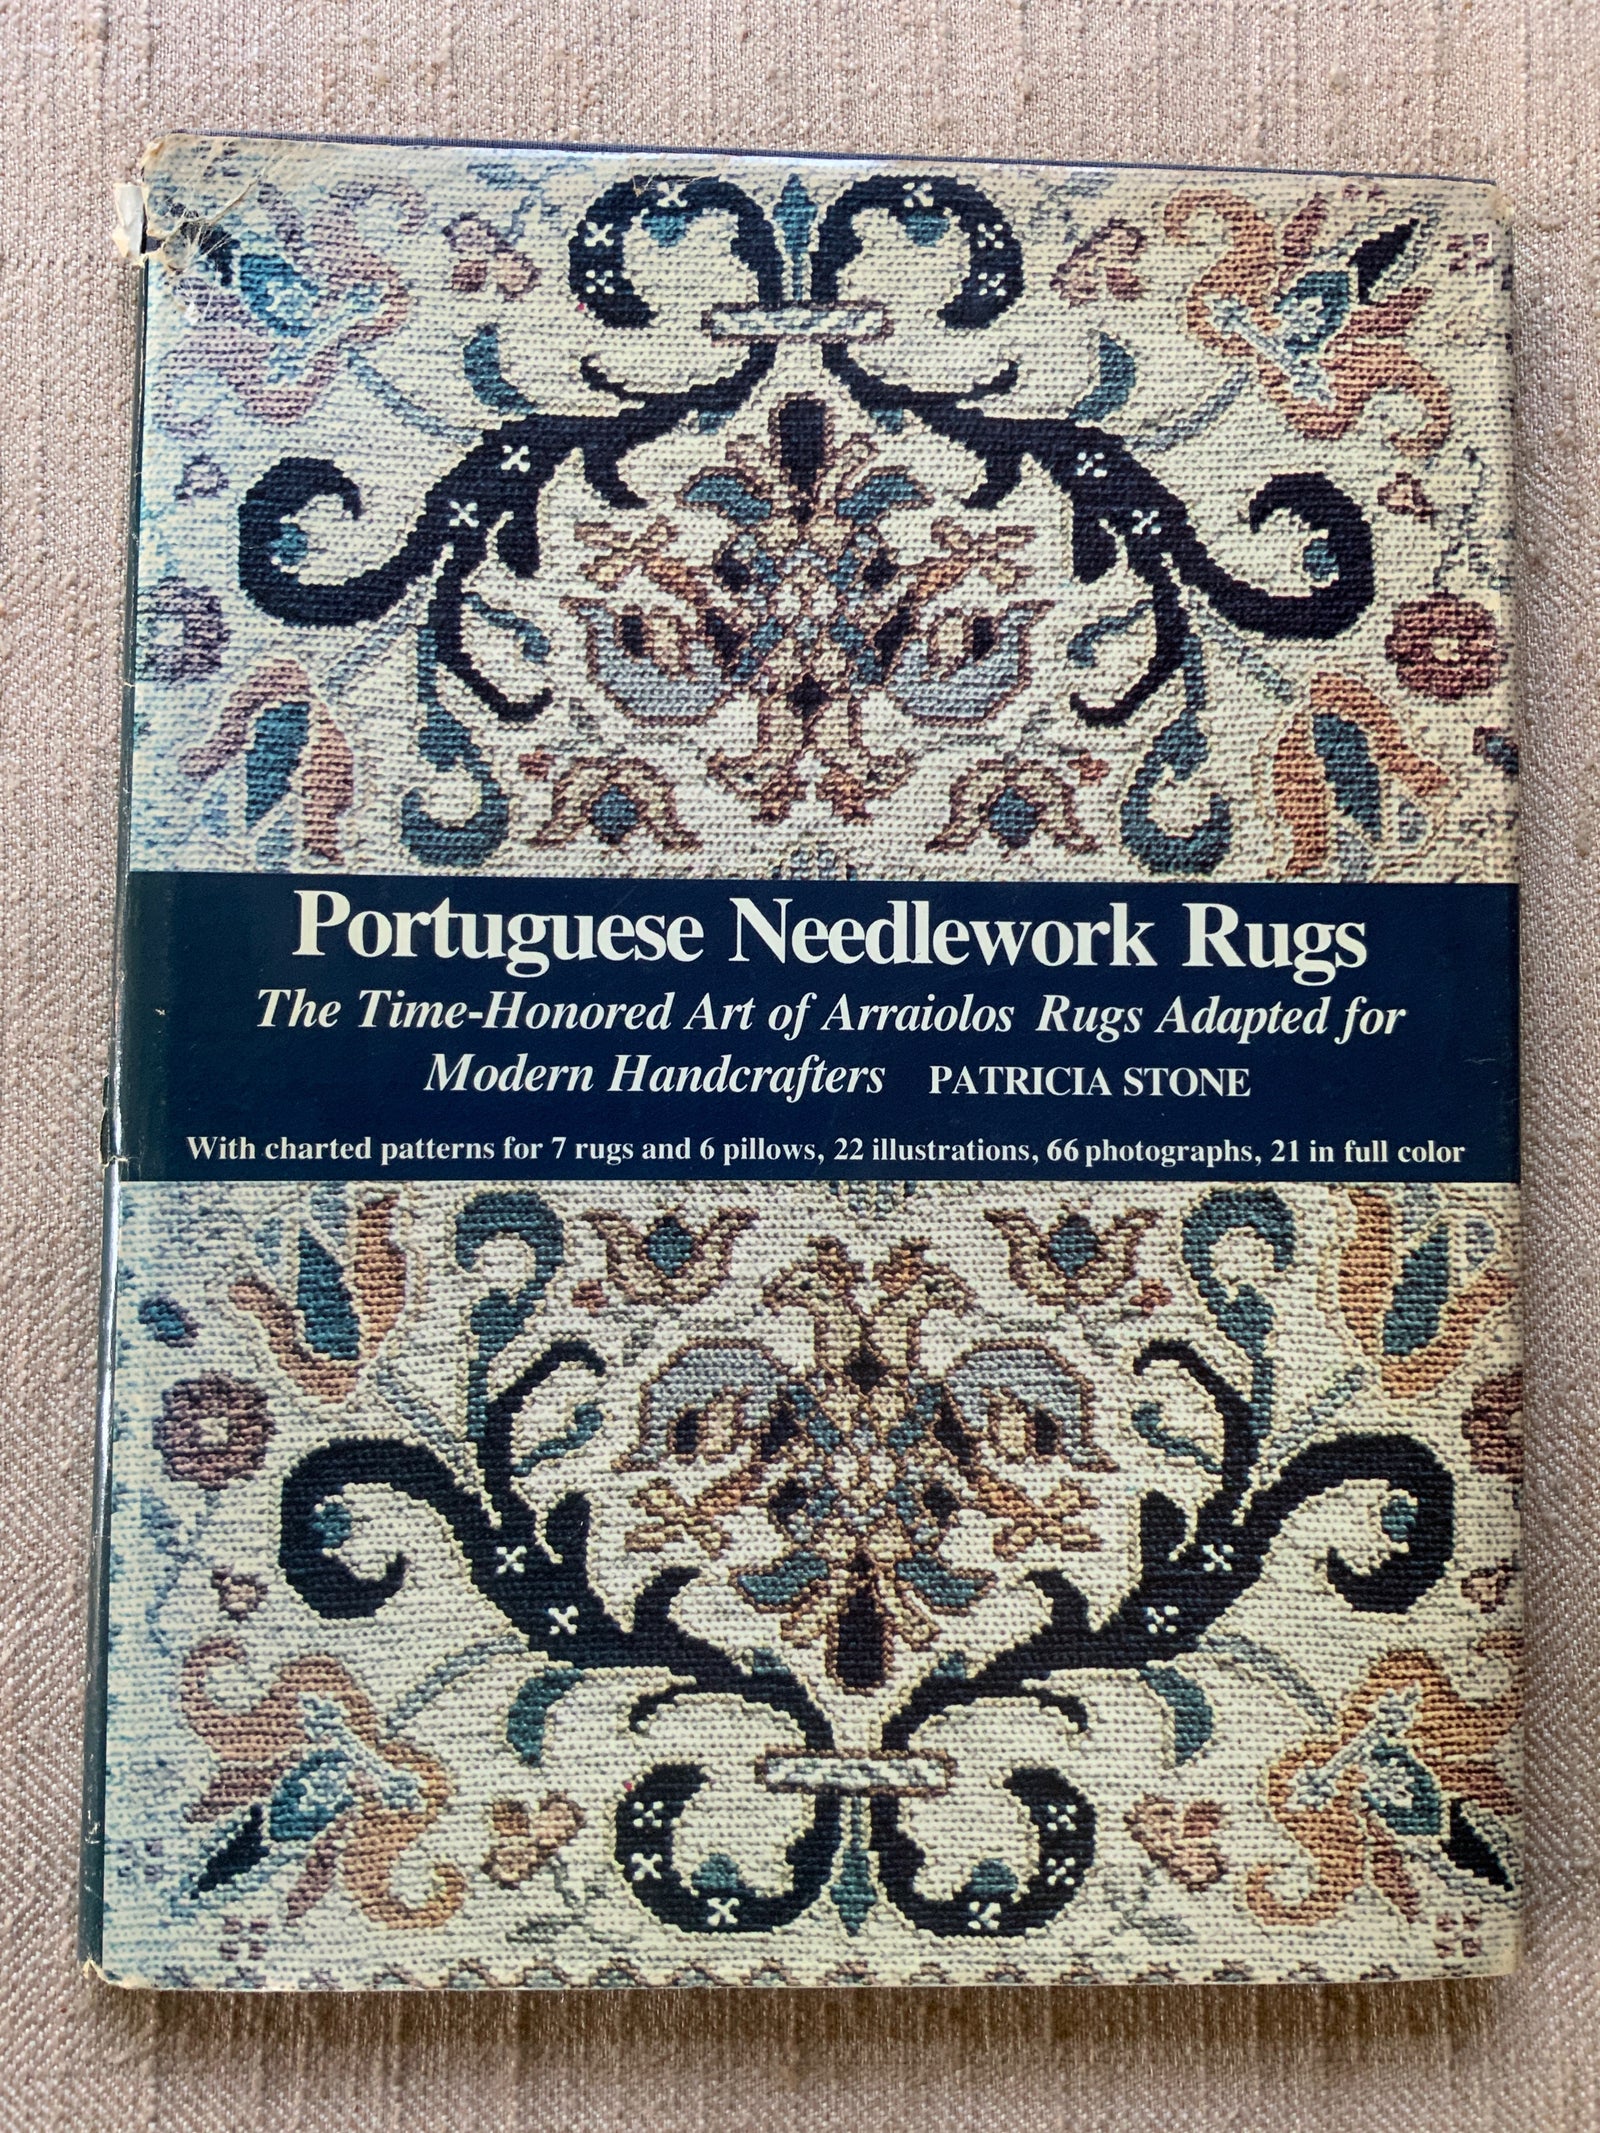 Portuguese Needlework Rugs
The Time-Honored Art of Arraiolos Rugs Adapted for
Modern Handcrafters PATRICIA STONE
With charted patterns for 7 rugs and 6 pillows, 22 illustrations, 66 photographs, 21 in full color